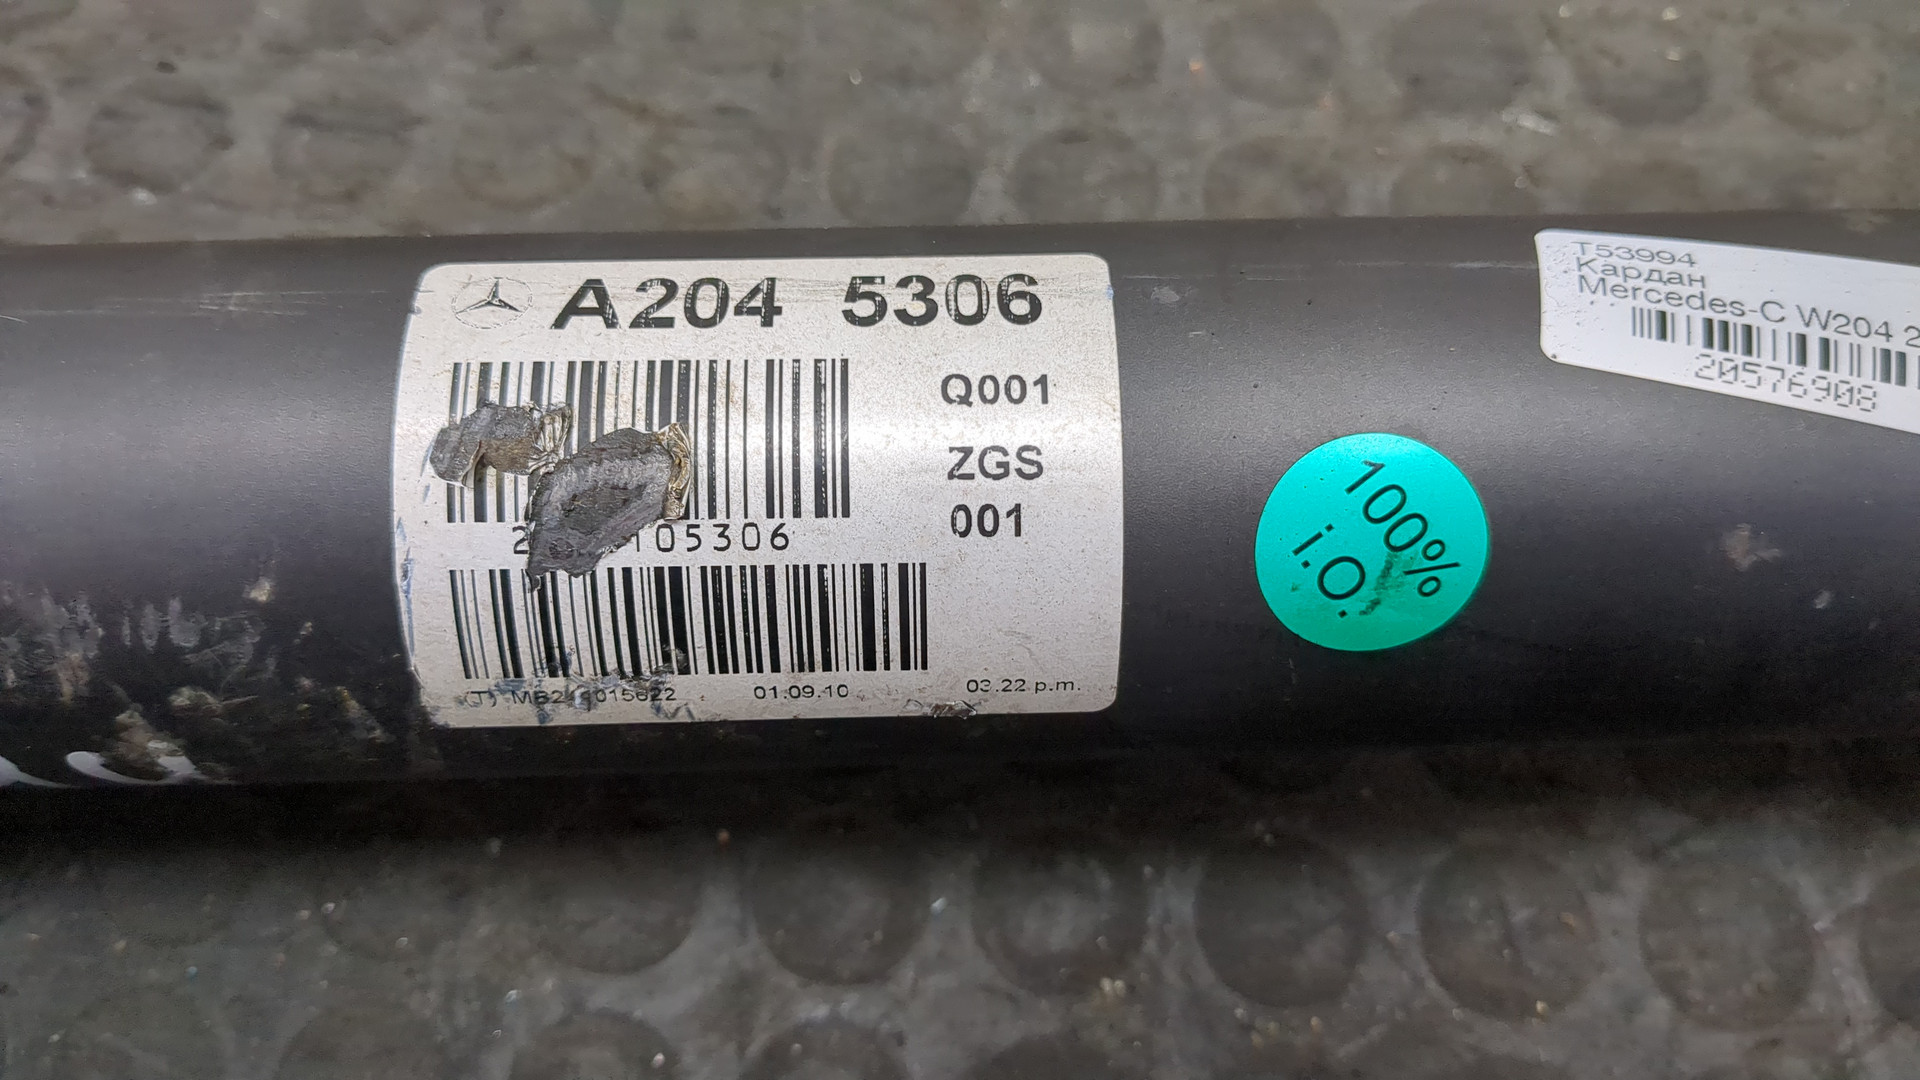 A204 5306
Q001
ZGS
001
105306
01.09.10
03.22 p.m.
100%
i.O.
T53994
Кардан
Mercedes-C W204 2
20576908